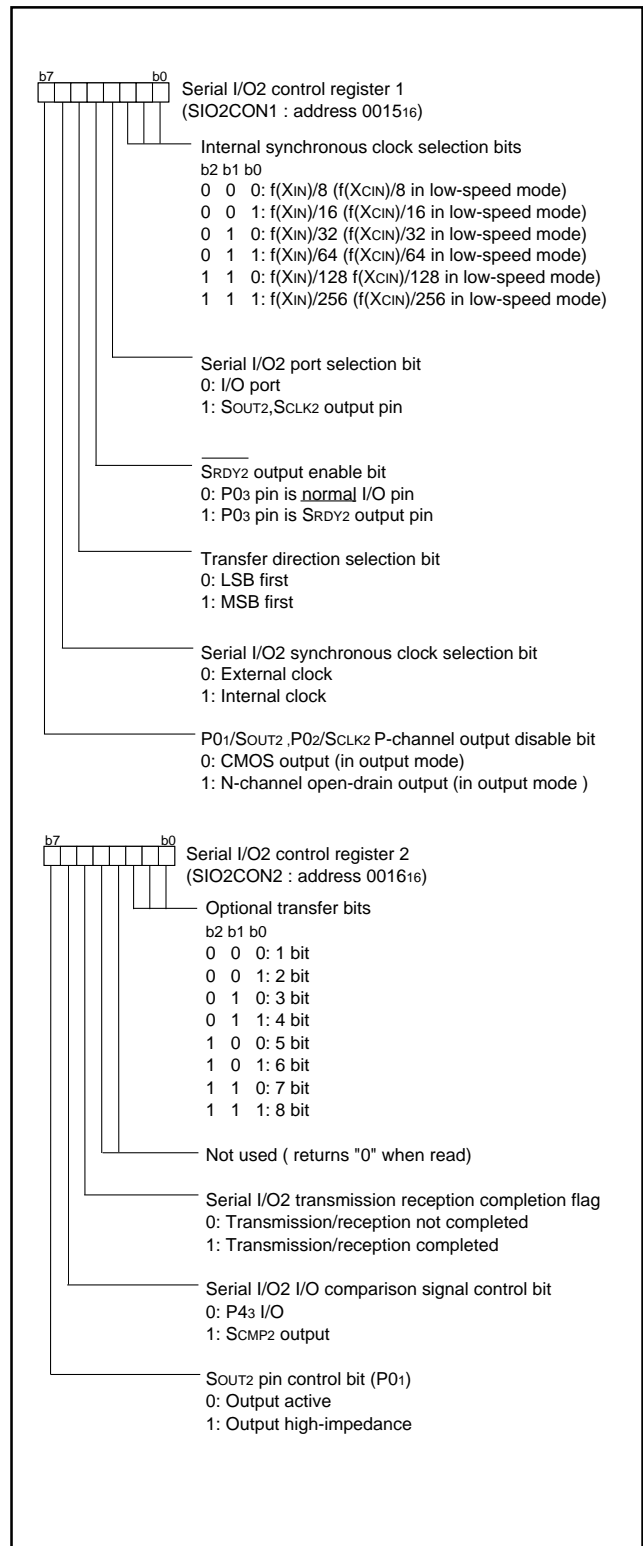 b7 b0
Serial I/O2 control register 1
(SIO2CON1 : address 001516)
Internal synchronous clock selection bits
b2 b1 b0
0 0 0: f(XIN)/8 (f(XCIN)/8 in low-speed mode)
0 0 1: f(XIN)/16 (f(XCIN)/16 in low-speed mode)
0 1 0: f(XIN)/32 (f(XCIN)/32 in low-speed mode)
0 1 1: f(XIN)/64 (f(XCIN)/64 in low-speed mode)
1 1 0: f(XIN)/128 f(XCIN)/128 in low-speed mode)
1 1 1: f(XIN)/256 (f(XCIN)/256 in low-speed mode)
Serial I/O2 port selection bit
0: I/O port
1: SOUT2,SCLK2 output pin
SRDY2 output enable bit
0: P03 pin is normal I/O pin
1: P03 pin is SRDY2 output pin
Transfer direction selection bit
0: LSB first
1: MSB first
Serial I/O2 synchronous clock selection bit
0: External clock
1: Internal clock
P01/SOUT2 ,P02/SCLK2 P-channel output disable bit
0: CMOS output (in output mode)
1: N-channel open-drain output (in output mode )
b7 b0
Serial I/O2 control register 2
(SIO2CON2 : address 001616)
Optional transfer bits
b2 b1 b0
0 0 0: 1 bit
0 0 1: 2 bit
0 1 0: 3 bit
0 1 1: 4 bit
1 0 0: 5 bit
1 0 1: 6 bit
1 1 0: 7 bit
1 1 1: 8 bit
Not used ( returns "0" when read)
Serial I/O2 transmission reception completion flag
0: Transmission/reception not completed
1: Transmission/reception completed
Serial I/O2 I/O comparison signal control bit
0: P43 I/O
1: SCMP2 output
SOUT2 pin control bit (P01)
0: Output active
1: Output high-impedance